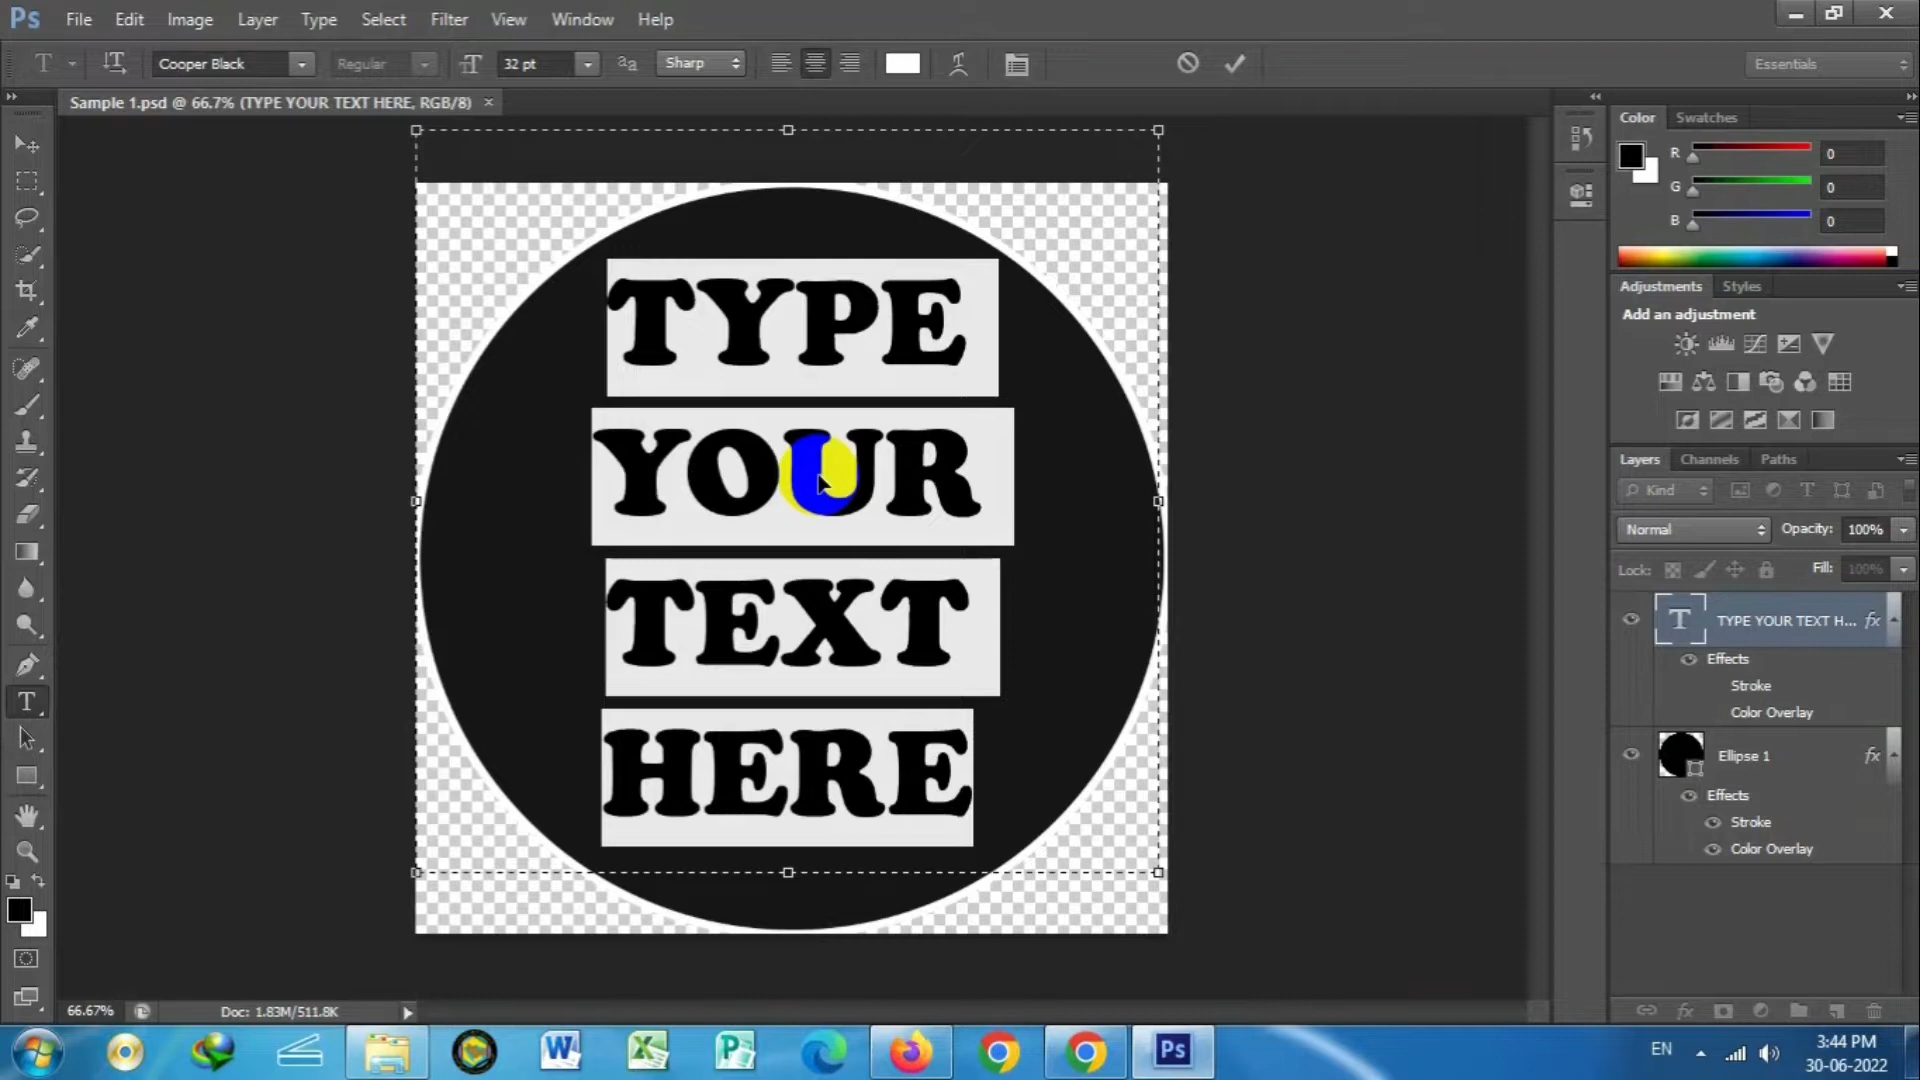 Ps File Edit Image Layer Type Select Filter View Window Help
T Cooper Black Regular 32 pt aa Sharp Essentials
Sample 1.psd @ 66.7% (TYPE YOUR TEXT HERE, RGB/8) ×
TYPE
YOUR
TEXT
HERE
Color Swatches
R 0
G 0
B 0
Adjustments Styles
Add an adjustment
Layers Channels Paths
Kind
Normal Opacity: 100%
Lock: Fill: 100%
T TYPE YOUR TEXT H... fx
Effects
Stroke
Color Overlay
Ellipse 1 fx
Effects
Stroke
Color Overlay
66.67% Doc: 1.83M/511.8K
fx
Ps
EN 3:44 PM
30-06-2022